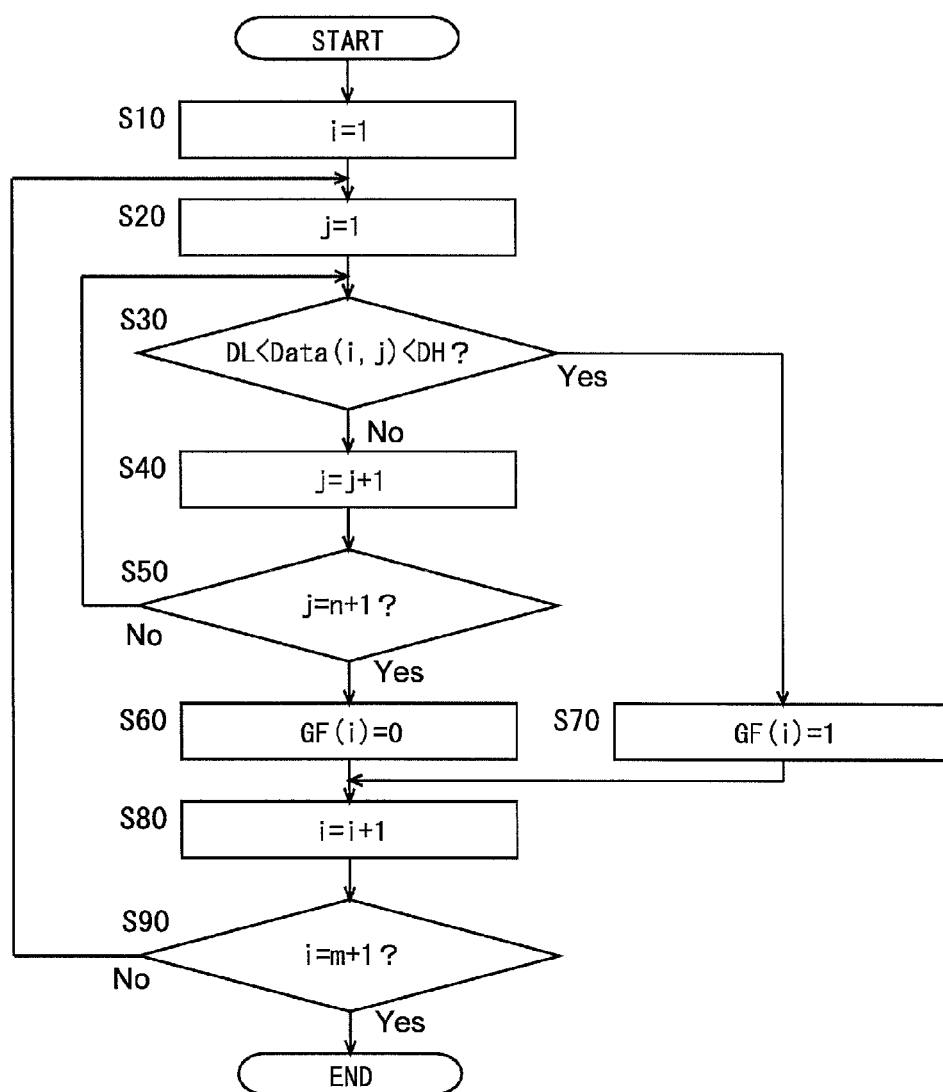 START
S10
i=1
S20
j=1
S30
DL<Data(i,j)<DH?
Yes
No
S40
j=j+1
S50
j=n+1?
No
Yes
S60
GF(i)=0
S70
GF(i)=1
S80
i=i+1
S90
i=m+1?
No
Yes
END